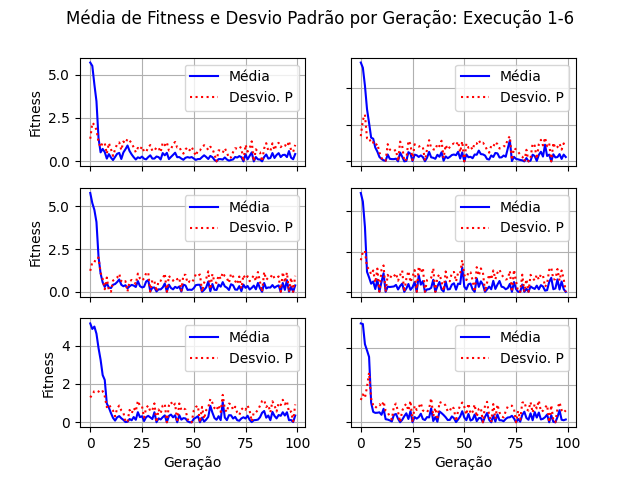 Média de Fitness e Desvio Padrão por Geração: Execução 1-6
5.0
2.5
0.0
Fitness
Média
Desvio. P
Média
Desvio. P
5.0
2.5
0.0
Fitness
Média
Desvio. P
Média
Desvio. P
4
2
0
Fitness
Média
Desvio. P
Média
Desvio. P
0 25 50 75 100
0 25 50 75 100
Geração
Geração